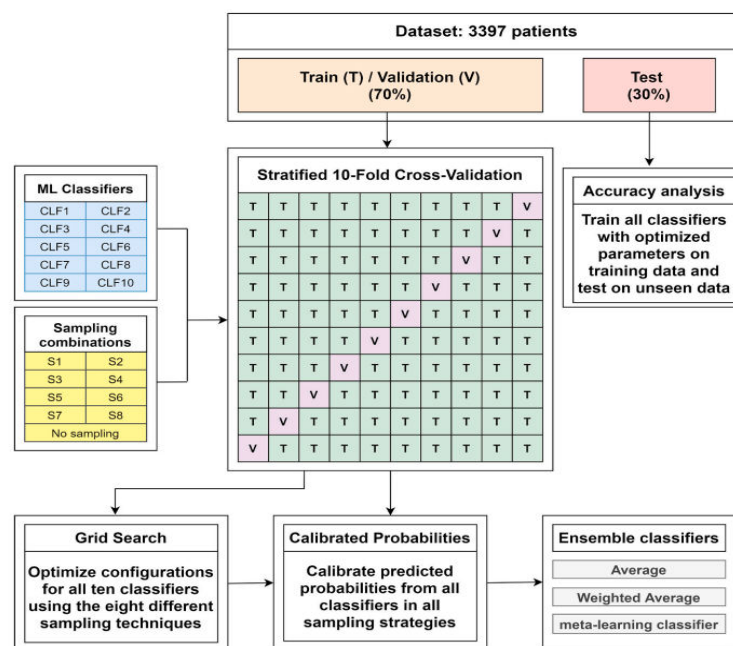 Dataset: 3397 patients
Train (T) / Validation (V)
(70%)
Test
(30%)
ML Classifiers
CLF1 CLF2
CLF3 CLF4
CLF5 CLF6
CLF7 CLF8
CLF9 CLF10
Sampling
combinations
S1 S2
S3 S4
S5 S6
S7 S8
No sampling
Stratified 10-Fold Cross-Validation
T T T T T T T T T V
T T T T T T T T V T
T T T T T T T V T T
T T T T T T V T T T
T T T T T V T T T T
T T T T V T T T T T
T T T V T T T T T T
T T V T T T T T T T
T V T T T T T T T T
V T T T T T T T T T
Accuracy analysis
Train all classifiers
with optimized
parameters on
training data and
test on unseen data
Grid Search
Optimize configurations
for all ten classifiers
using the eight different
sampling techniques
Calibrated Probabilities
Calibrate predicted
probabilities from all
classifiers in all
sampling strategies
Ensemble classifiers
Average
Weighted Average
meta-learning classifier